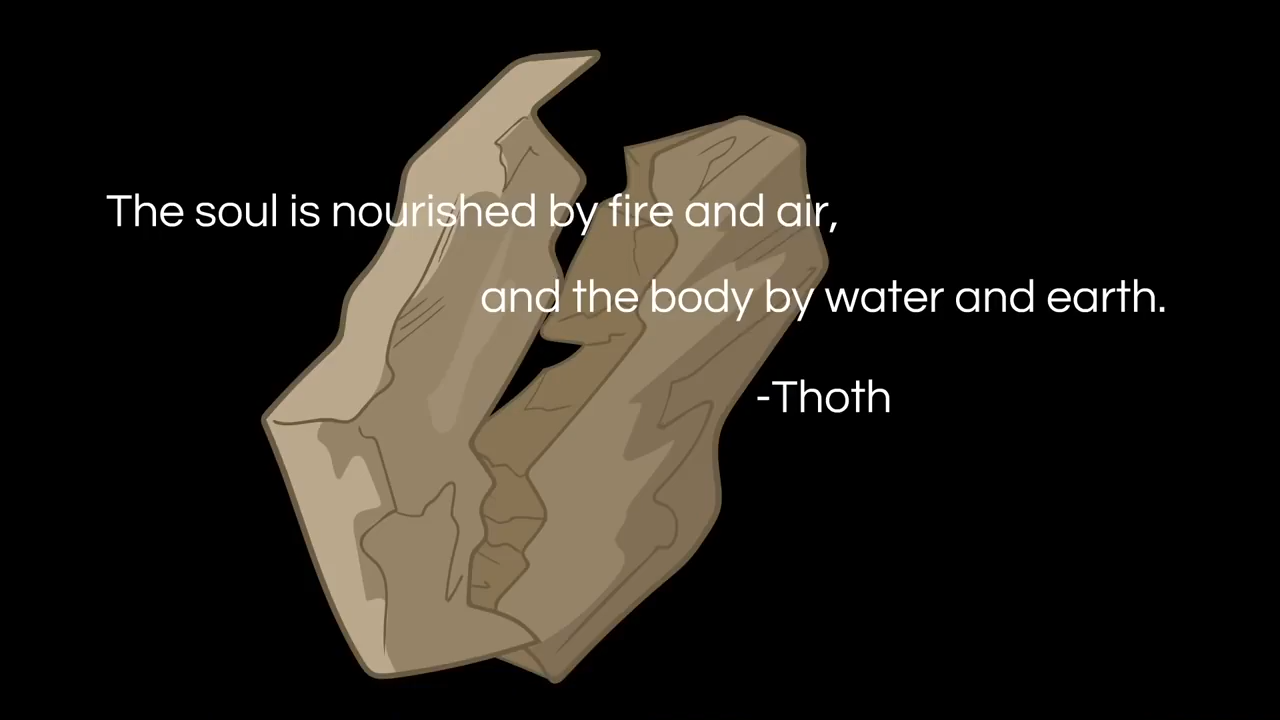 The soul is nourished by fire and air,
and the body by water and earth.
-Thoth